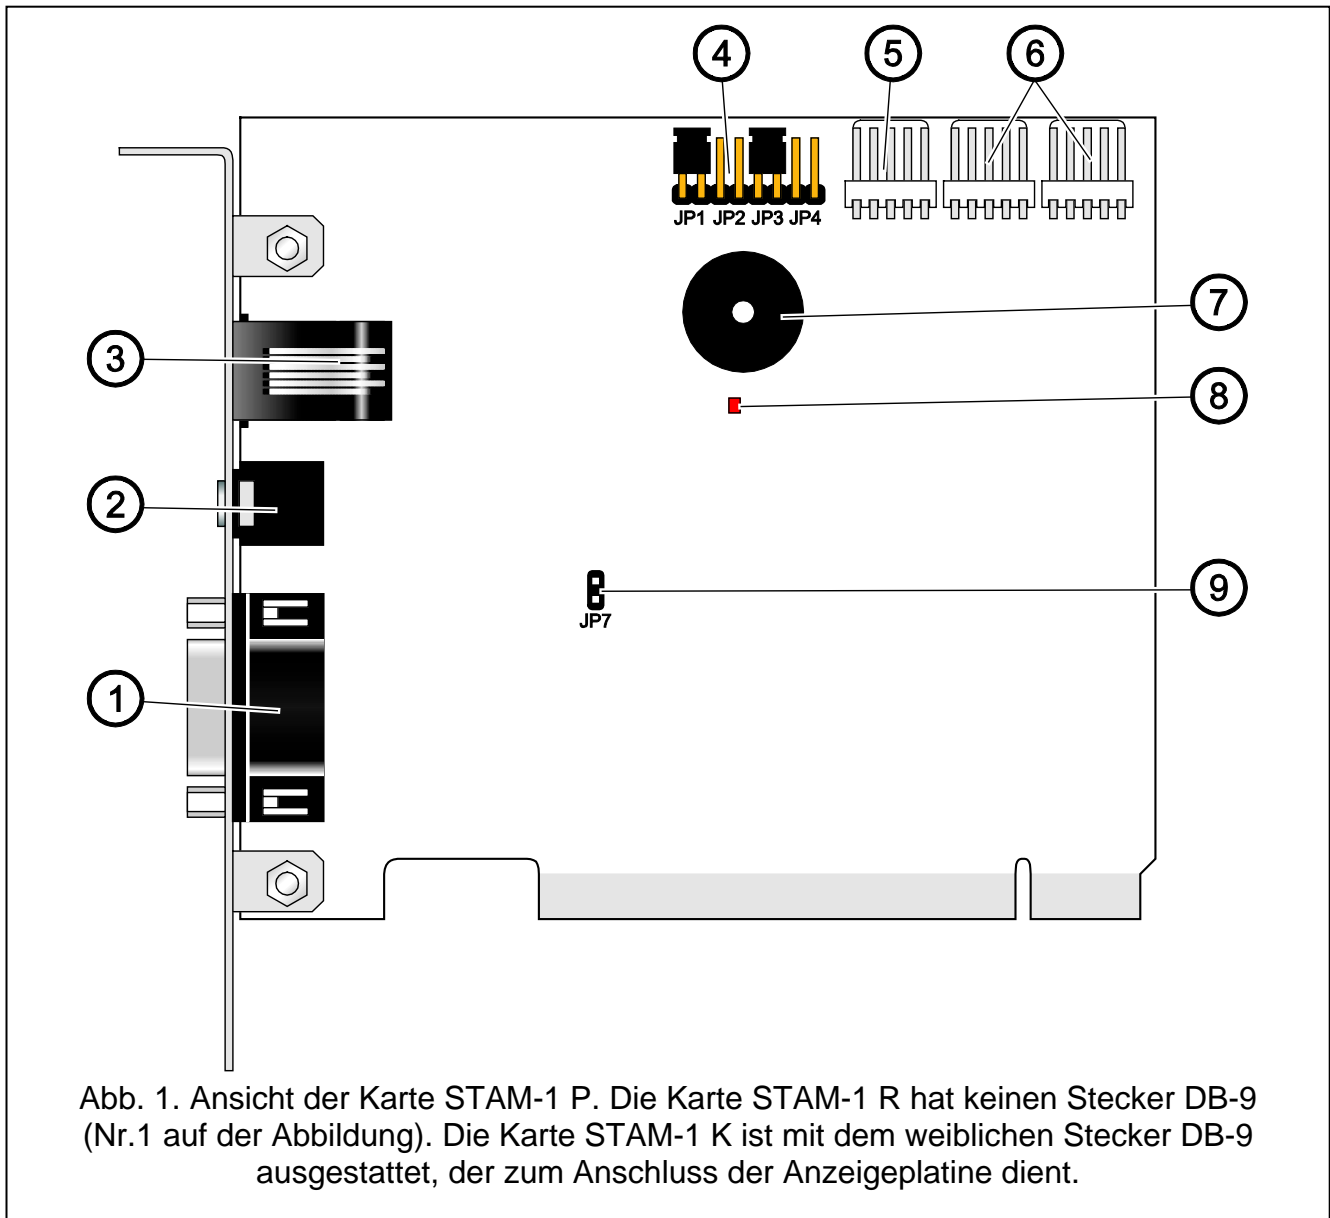 4 5 6
JP1 JP2 JP3 JP4
7
3
8
2
9
JP7
1
Abb. 1. Ansicht der Karte STAM-1 P. Die Karte STAM-1 R hat keinen Stecker DB-9
(Nr.1 auf der Abbildung). Die Karte STAM-1 K ist mit dem weiblichen Stecker DB-9
ausgestattet, der zum Anschluss der Anzeigeplatine dient.